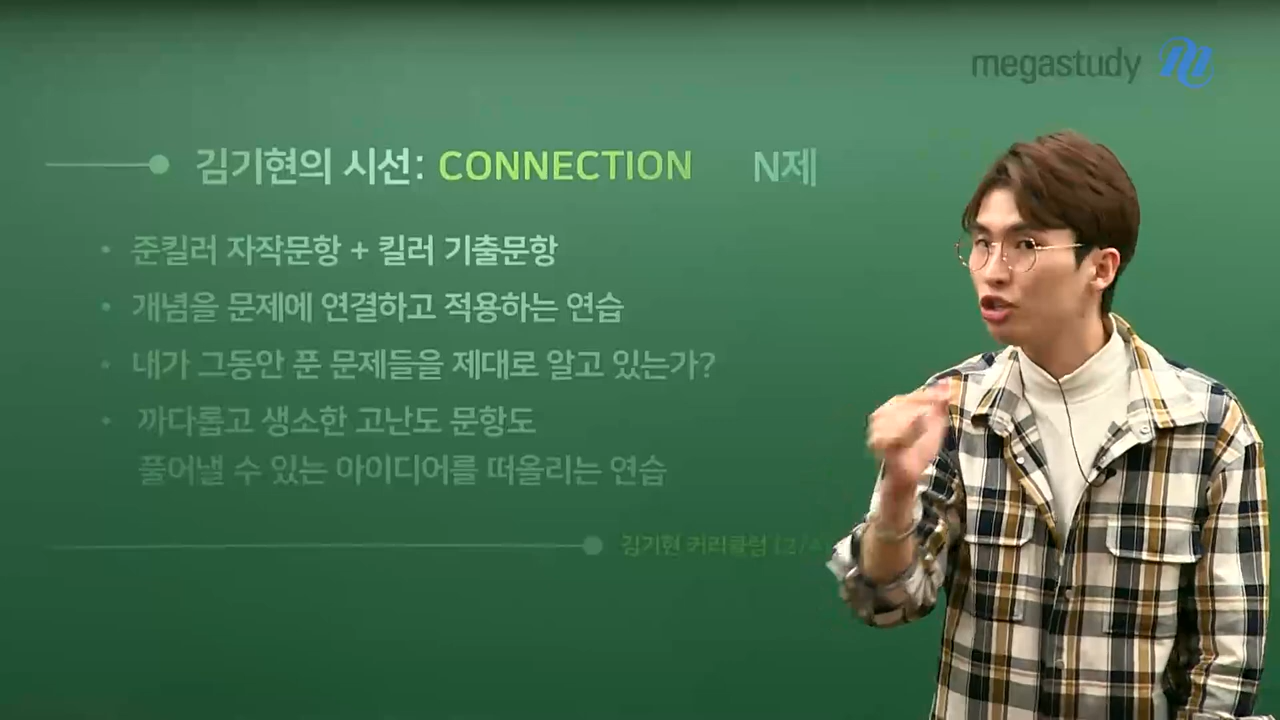 megastudy
김기현의 시선: CONNECTION N제
• 준킬러 자작문항 + 킬러 기출문항
• 개념을 문제에 연결하고 적용하는 연습
• 내가 그동안 푼 문제들을 제대로 알고 있는가?
• 까다롭고 생소한 고난도 문항도
풀어낼 수 있는 아이디어를 떠올리는 연습
김기현 커리큘럼